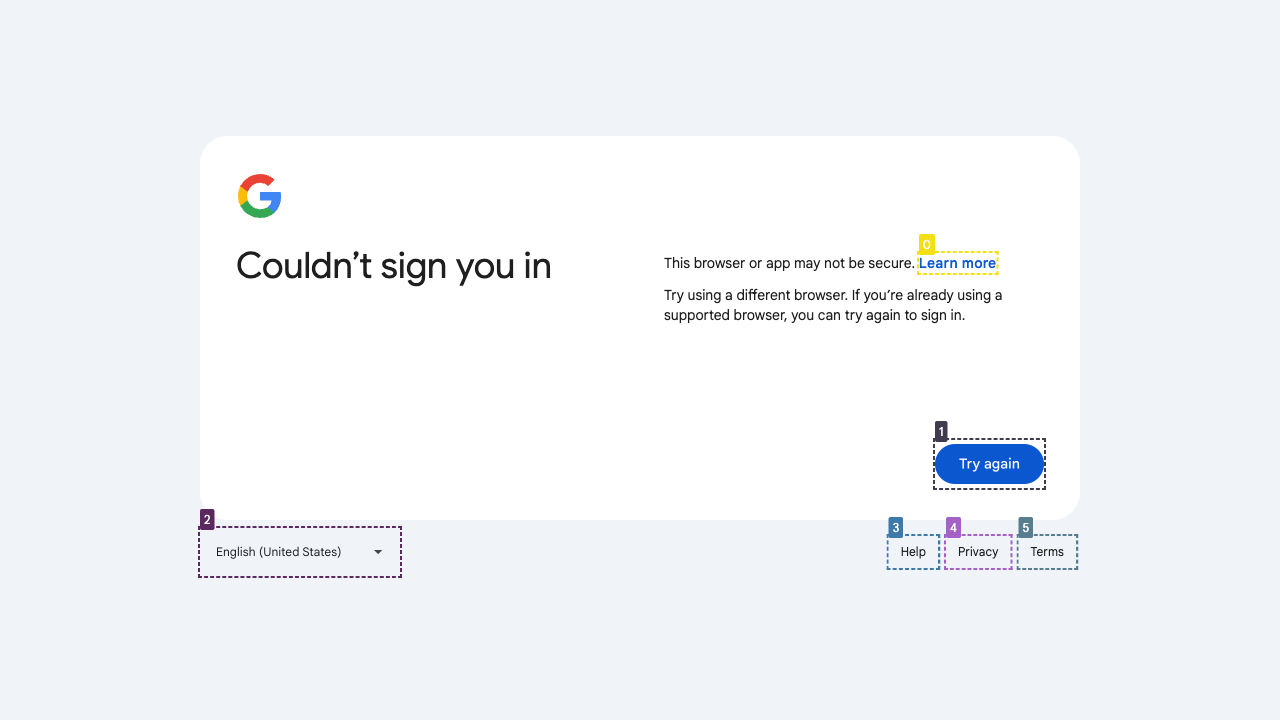 Couldn’t sign you in
0
This browser or app may not be secure. Learn more
Try using a different browser. If you’re already using a
supported browser, you can try again to sign in.
1
Try again
2
English (United States)
3 4 5
Help Privacy Terms